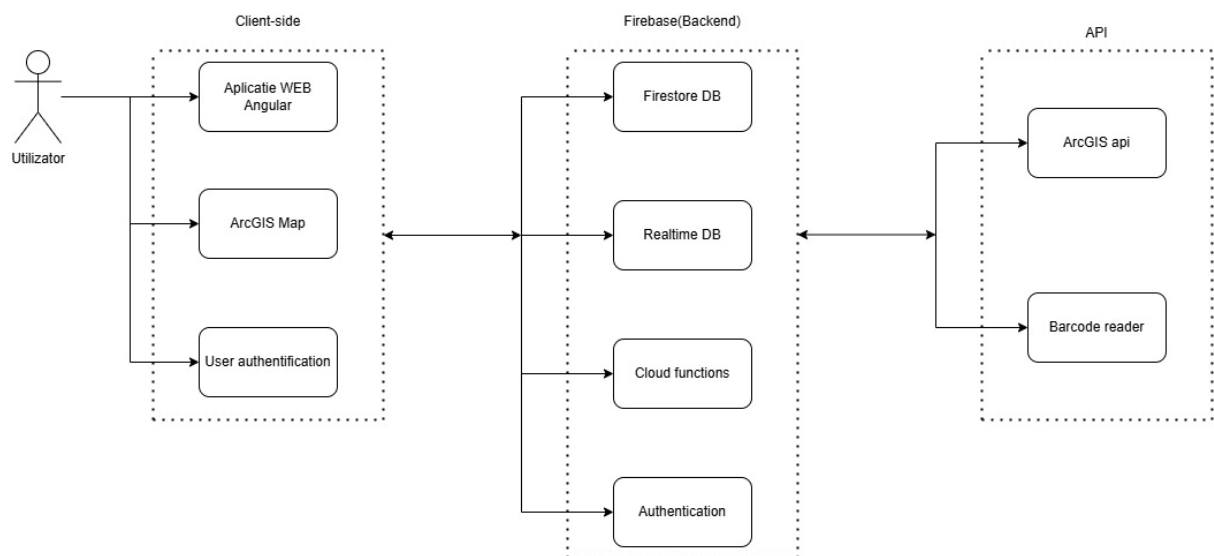 Client-side
Firebase(Backend)
API
Utilizator
Aplicatie WEB
Angular
ArcGIS Map
User authentification
Firestore DB
Realtime DB
Cloud functions
Authentication
ArcGIS api
Barcode reader